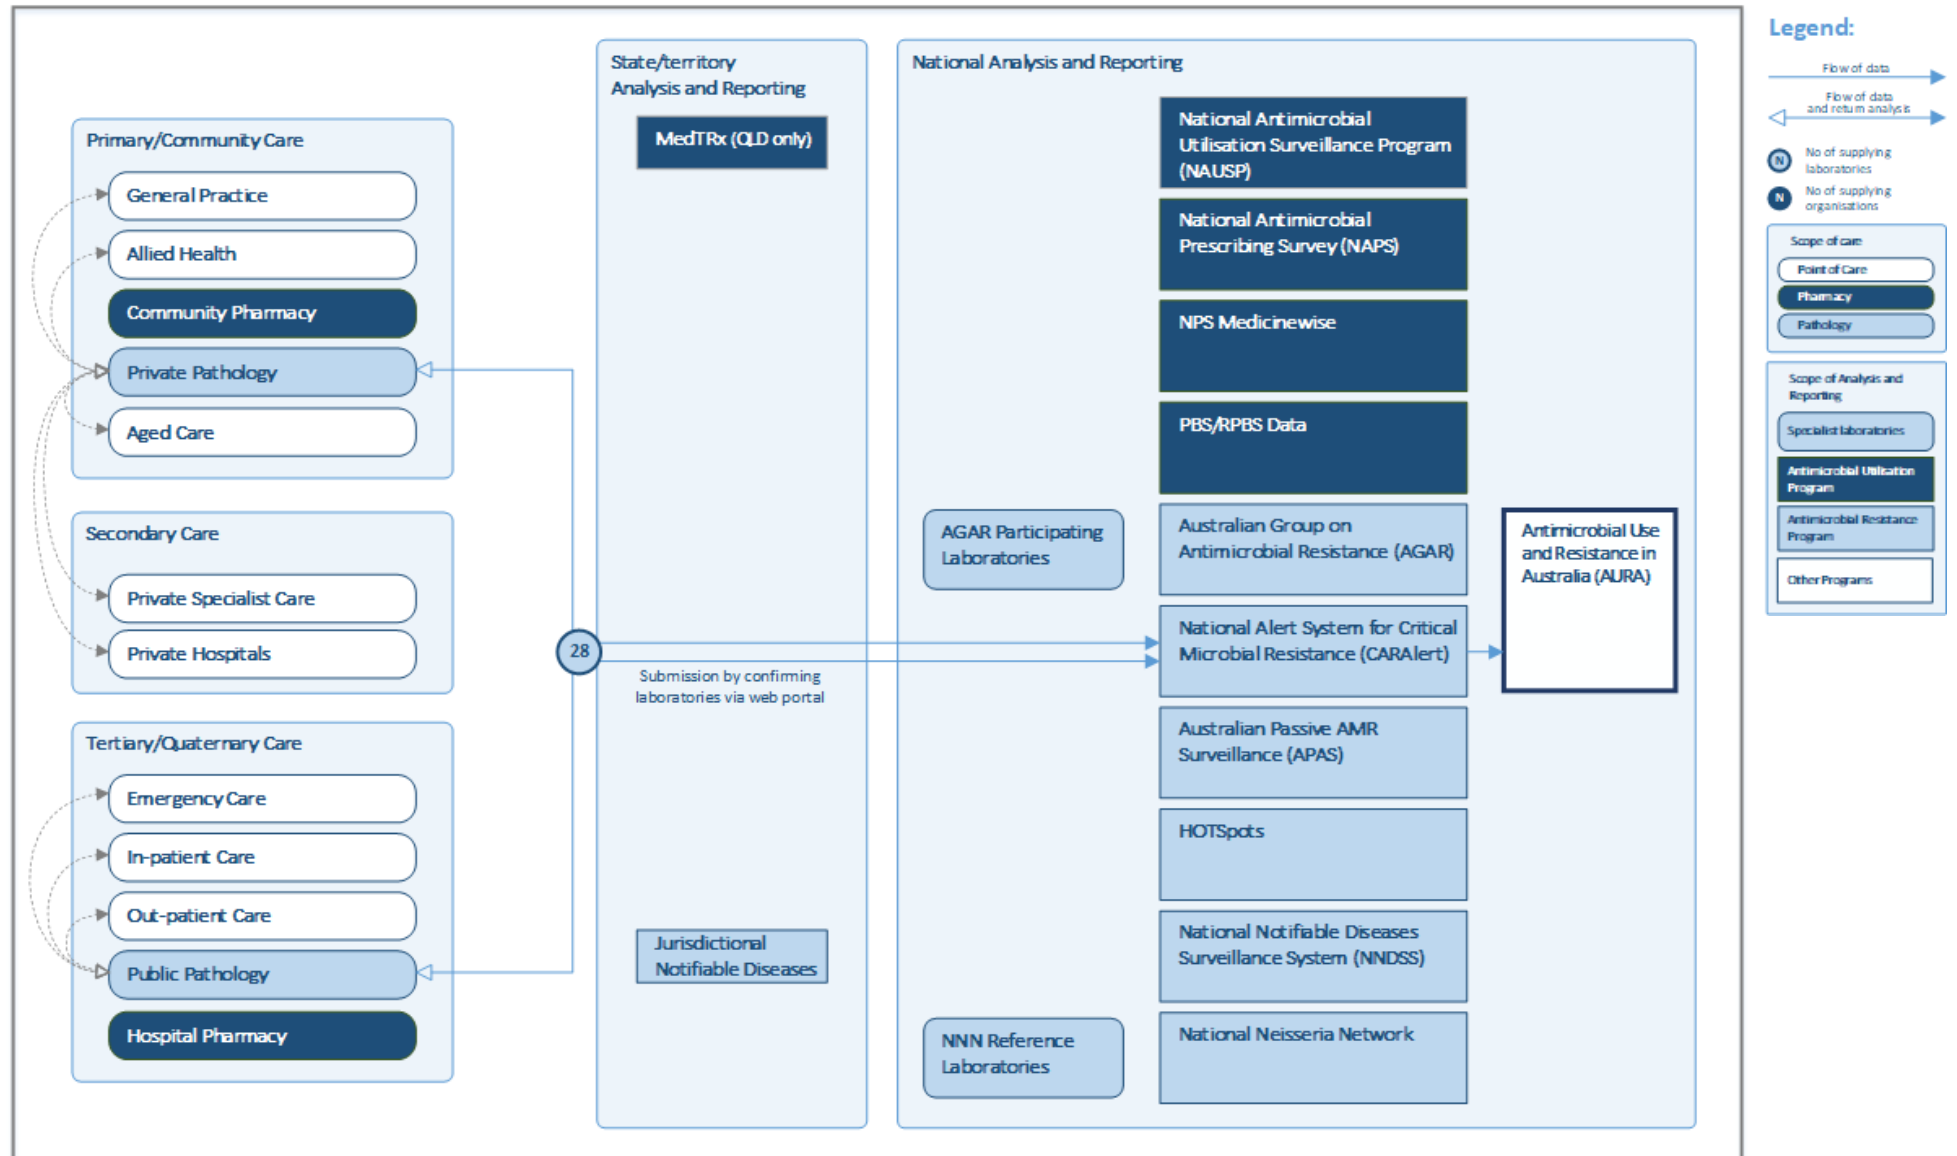 State/territory
Analysis and Reporting
MedTRx (QLD only)
National Analysis and Reporting
Primary/Community Care
General Practice
Allied Health
Community Pharmacy
Private Pathology
Aged Care
Secondary Care
Private Specialist Care
Private Hospitals
Tertiary/Quaternary Care
Emergency Care
In-patient Care
Out-patient Care
Public Pathology
Hospital Pharmacy
28
Submission by confirming
laboratories via web portal
Jurisdictional
Notifiable Diseases
National Antimicrobial
Utilisation Surveillance Program
(NAUSP)
National Antimicrobial
Prescribing Survey (NAPS)
NPS Medicinewise
PBS/RPBS Data
AGAR Participating
Laboratories
Australian Group on
Antimicrobial Resistance (AGAR)
National Alert System for Critical
Microbial Resistance (CARAlert)
Antimicrobial Use
and Resistance in
Australia (AURA)
Australian Passive AMR
Surveillance (APAS)
HOTSpots
National Notifiable Diseases
Surveillance System (NNDSS)
NNN Reference
Laboratories
National Neisseria Network
Legend:
Flow of data
Flow of data
and return analysis
N
No of supplying
laboratories
N
No of supplying
organisations
Scope of care
Point of Care
Pharmacy
Pathology
Scope of Analysis and
Reporting
Specialist laboratories
Antimicrobial Utilisation
Program
Antimicrobial Resistance
Program
Other Programs